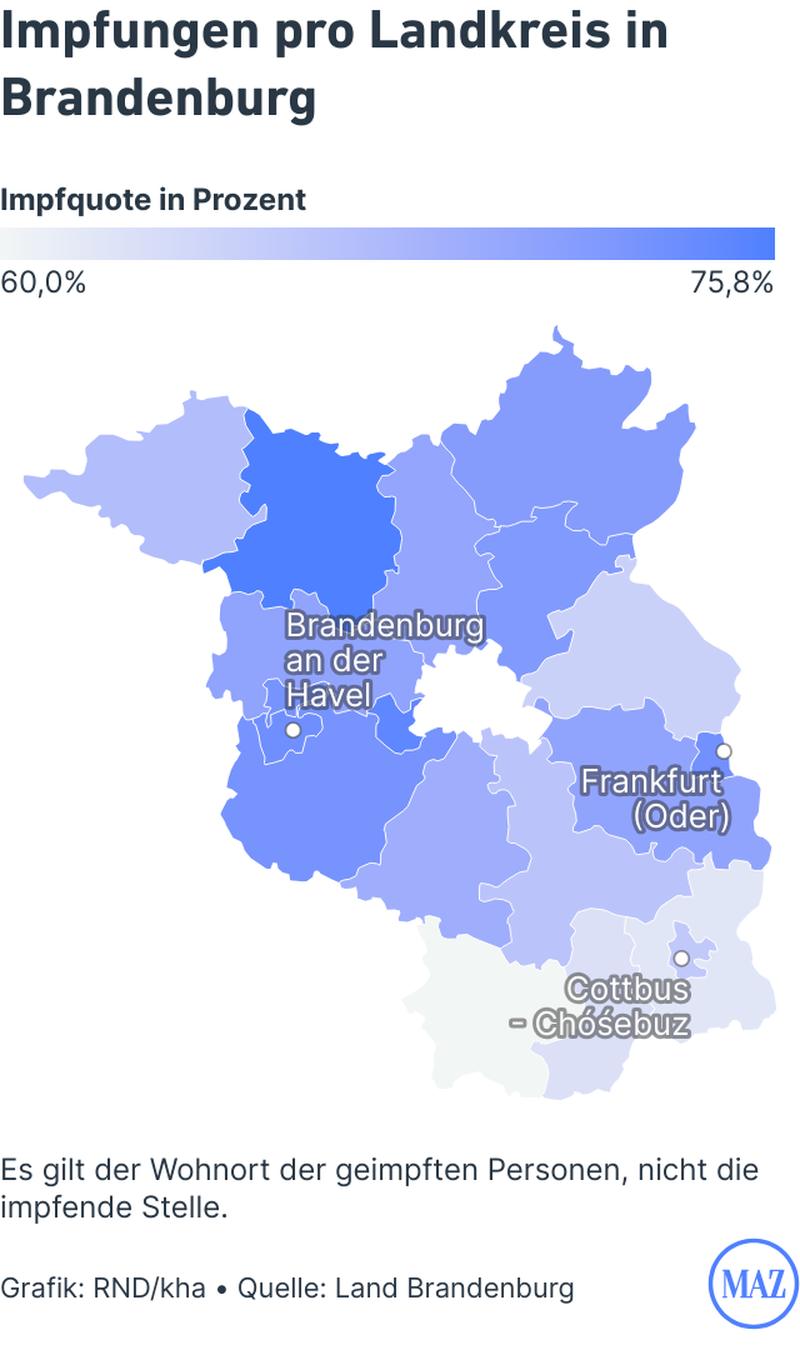 Impfungen pro Landkreis in
Brandenburg
Impfquote in Prozent
60,0%
75,8%
Brandenburg
an der
Havel
Frankfurt
(Oder)
Cottbus
- Chóśebuz
Es gilt der Wohnort der geimpften Personen, nicht die
impfende Stelle.
Grafik: RND/kha • Quelle: Land Brandenburg
MAZ